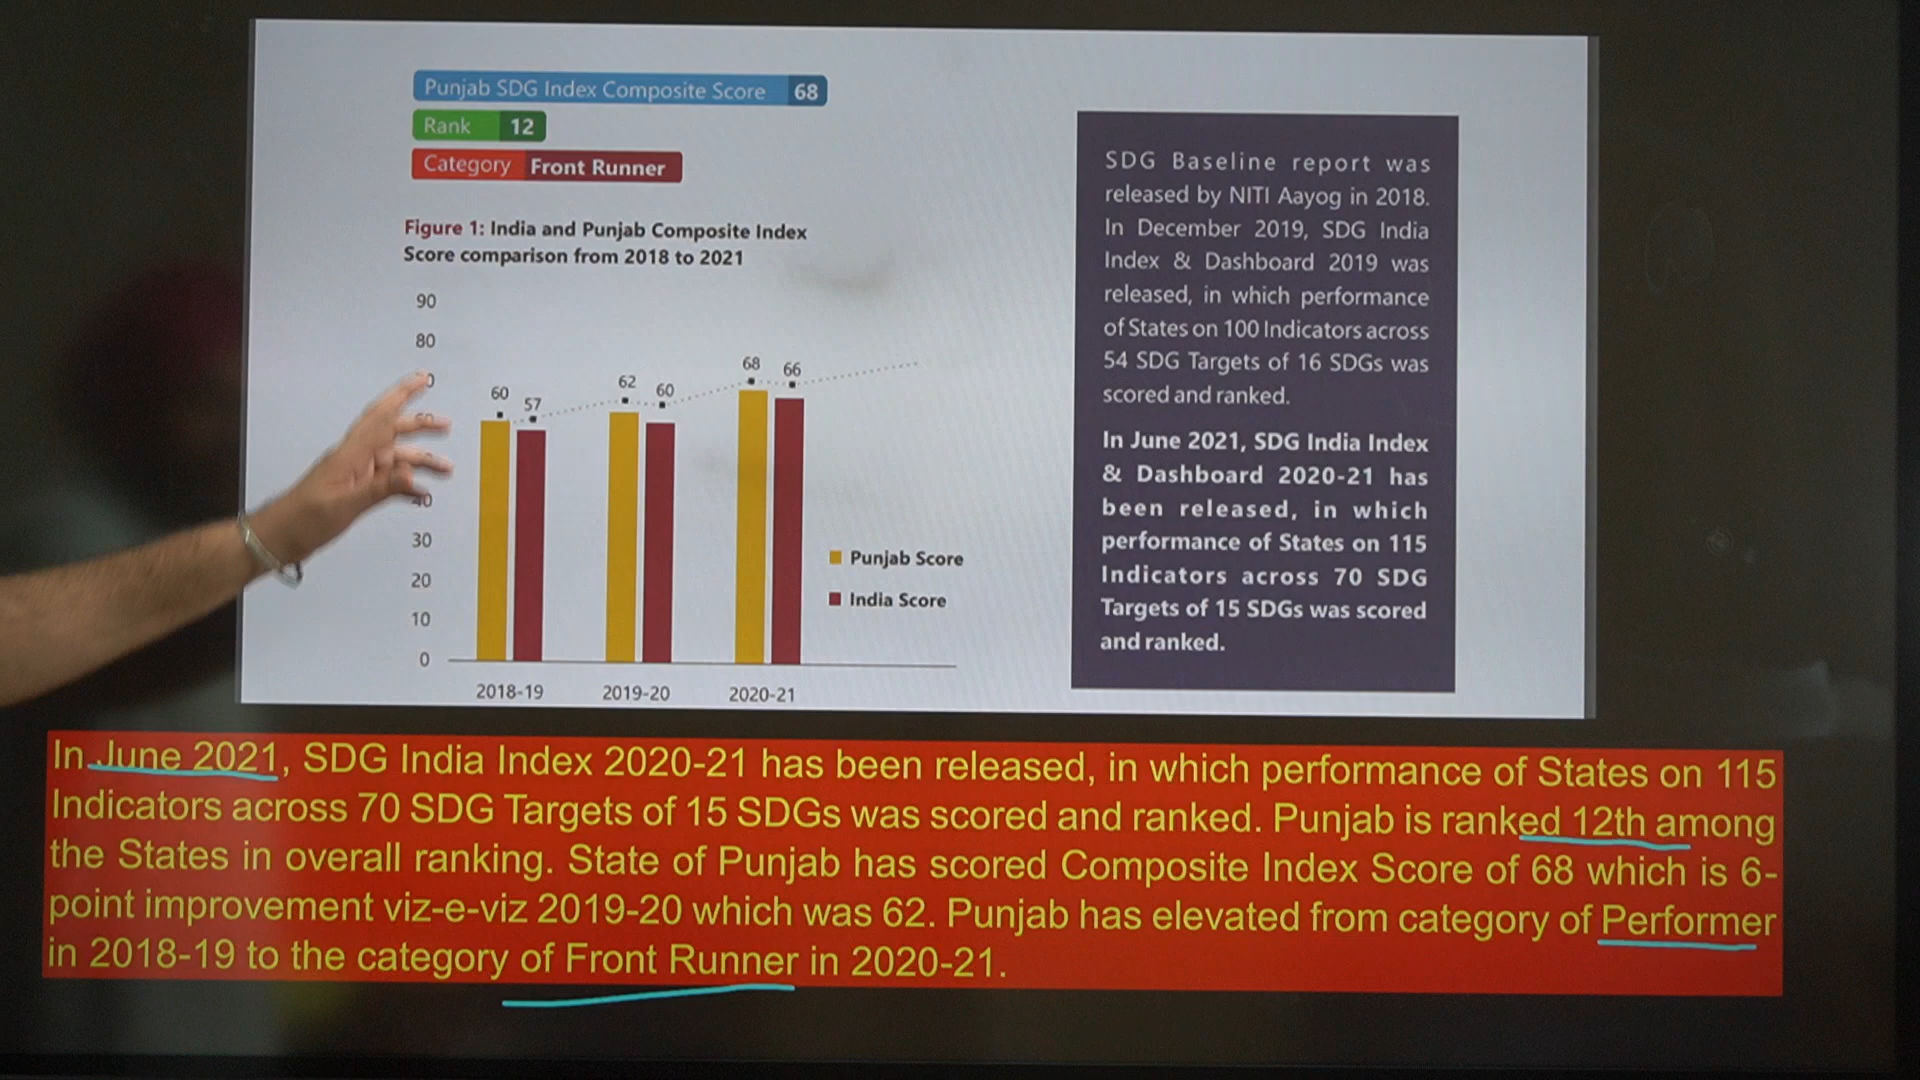 Punjab SDG Index Composite Score 68
Rank 12
Category Front Runner
Figure 1: India and Punjab Composite Index
Score comparison from 2018 to 2021
90
80
40
30
20
10
0
60
57
62
60
68
66
2018-19
2019-20
2020-21
Punjab Score
India Score
SDG Baseline report was
released by NITI Aayog in 2018.
In December 2019, SDG India
Index & Dashboard 2019 was
released, in which performance
of States on 100 Indicators across
54 SDG Targets of 16 SDGs was
scored and ranked.
In June 2021, SDG India Index
& Dashboard 2020-21 has
been released, in which
performance of States on 115
Indicators across 70 SDG
Targets of 15 SDGs was scored
and ranked.
In June 2021, SDG India Index 2020-21 has been released, in which performance of States on 115
Indicators across 70 SDG Targets of 15 SDGs was scored and ranked. Punjab is ranked 12th among
the States in overall ranking. State of Punjab has scored Composite Index Score of 68 which is 6-
point improvement viz-e-viz 2019-20 which was 62. Punjab has elevated from category of Performer
in 2018-19 to the category of Front Runner in 2020-21.